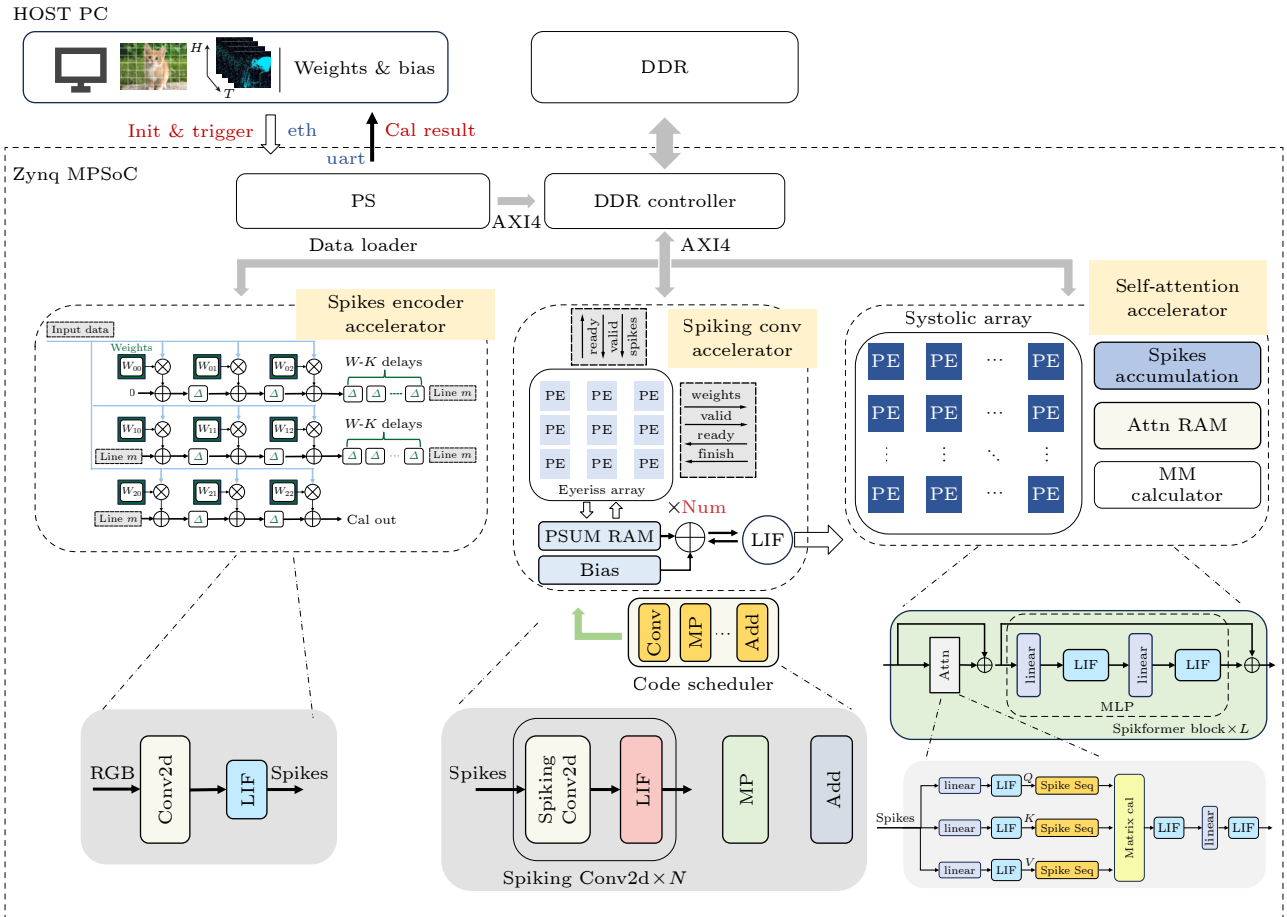 HOST PC
H
T
Weights & bias
DDR
Init & trigger
eth
Cal result
uart
Zynq MPSoC
PS
AXI4
DDR controller
Data loader
AXI4
Spikes encoder
accelerator
Input data
Weights
W00
W01
W02
W-K delays
0
Δ
Δ
Δ
Δ
Δ
Line m
W10
W11
W12
W-K delays
Line m
Δ
Δ
Δ
Δ
...
Δ
Line m
W20
W21
W22
Line m
Δ
Δ
Cal out
Spiking conv
accelerator
ready
valid
spikes
PE PE PE
PE PE PE
PE PE PE
Eyeriss array
weights
valid
ready
finish
×Num
PSUM RAM
Bias
LIF
Conv
MP
...
Add
Code scheduler
Self-attention
accelerator
Systolic array
PE PE ... PE
PE PE ... PE
PE PE ... PE
Spikes
accumulation
Attn RAM
MM
calculator
RGB
Conv2d
LIF
Spikes
Spikes
Spiking
Conv2d
LIF
MP
Add
Spiking Conv2d×N
Attn
linear
LIF
linear
LIF
MLP
Spikformer block×L
Spikes
linear
LIF
Q
Spike Seq
linear
LIF
K
Spike Seq
linear
LIF
V
Spike Seq
Matrix cal
LIF
linear
LIF